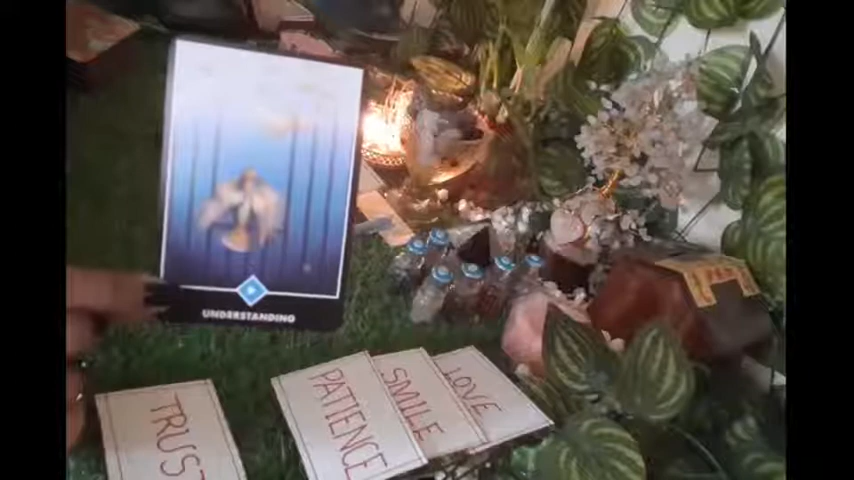 UNDERSTANDING
TRUST
PATIENCE
SMILE
LOVE